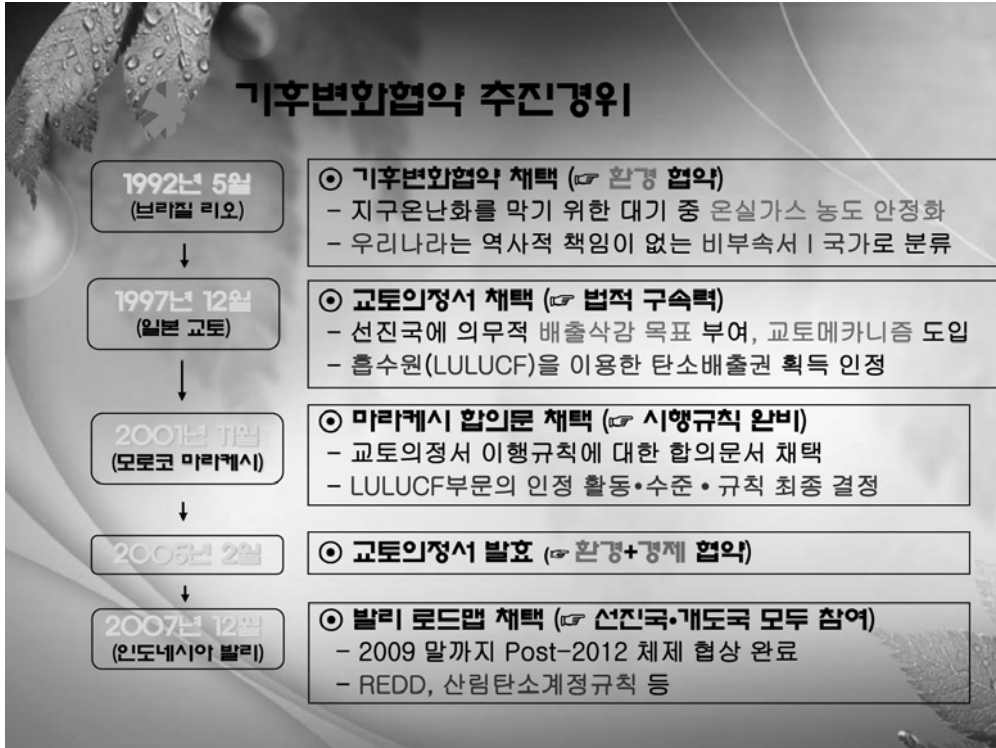 기후변화협약 추진경위
1992년 5월
(브라질 리오)
⊙ 기후변화협약 채택 (☞ 환경 협약)
– 지구온난화를 막기 위한 대기 중 온실가스 농도 안정화
– 우리나라는 역사적 책임이 없는 비부속서 I 국가로 분류
1997년 12월
(일본 교토)
⊙ 교토의정서 채택 (☞ 법적 구속력)
– 선진국에 의무적 배출삭감 목표 부여, 교토메카니즘 도입
– 흡수원(LULUCF)을 이용한 탄소배출권 획득 인정
2001년 11월
(모로코 마라케시)
⊙ 마라케시 합의문 채택 (☞ 시행규칙 완비)
– 교토의정서 이행규칙에 대한 합의문서 채택
– LULUCF부문의 인정 활동•수준 • 규칙 최종 결정
2005년 2월
⊙ 교토의정서 발효 (☞ 환경+경제 협약)
2007년 12월
(인도네시아 발리)
⊙ 발리 로드맵 채택 (☞ 선진국•개도국 모두 참여)
– 2009 말까지 Post-2012 체제 협상 완료
– REDD, 산림탄소계정규칙 등